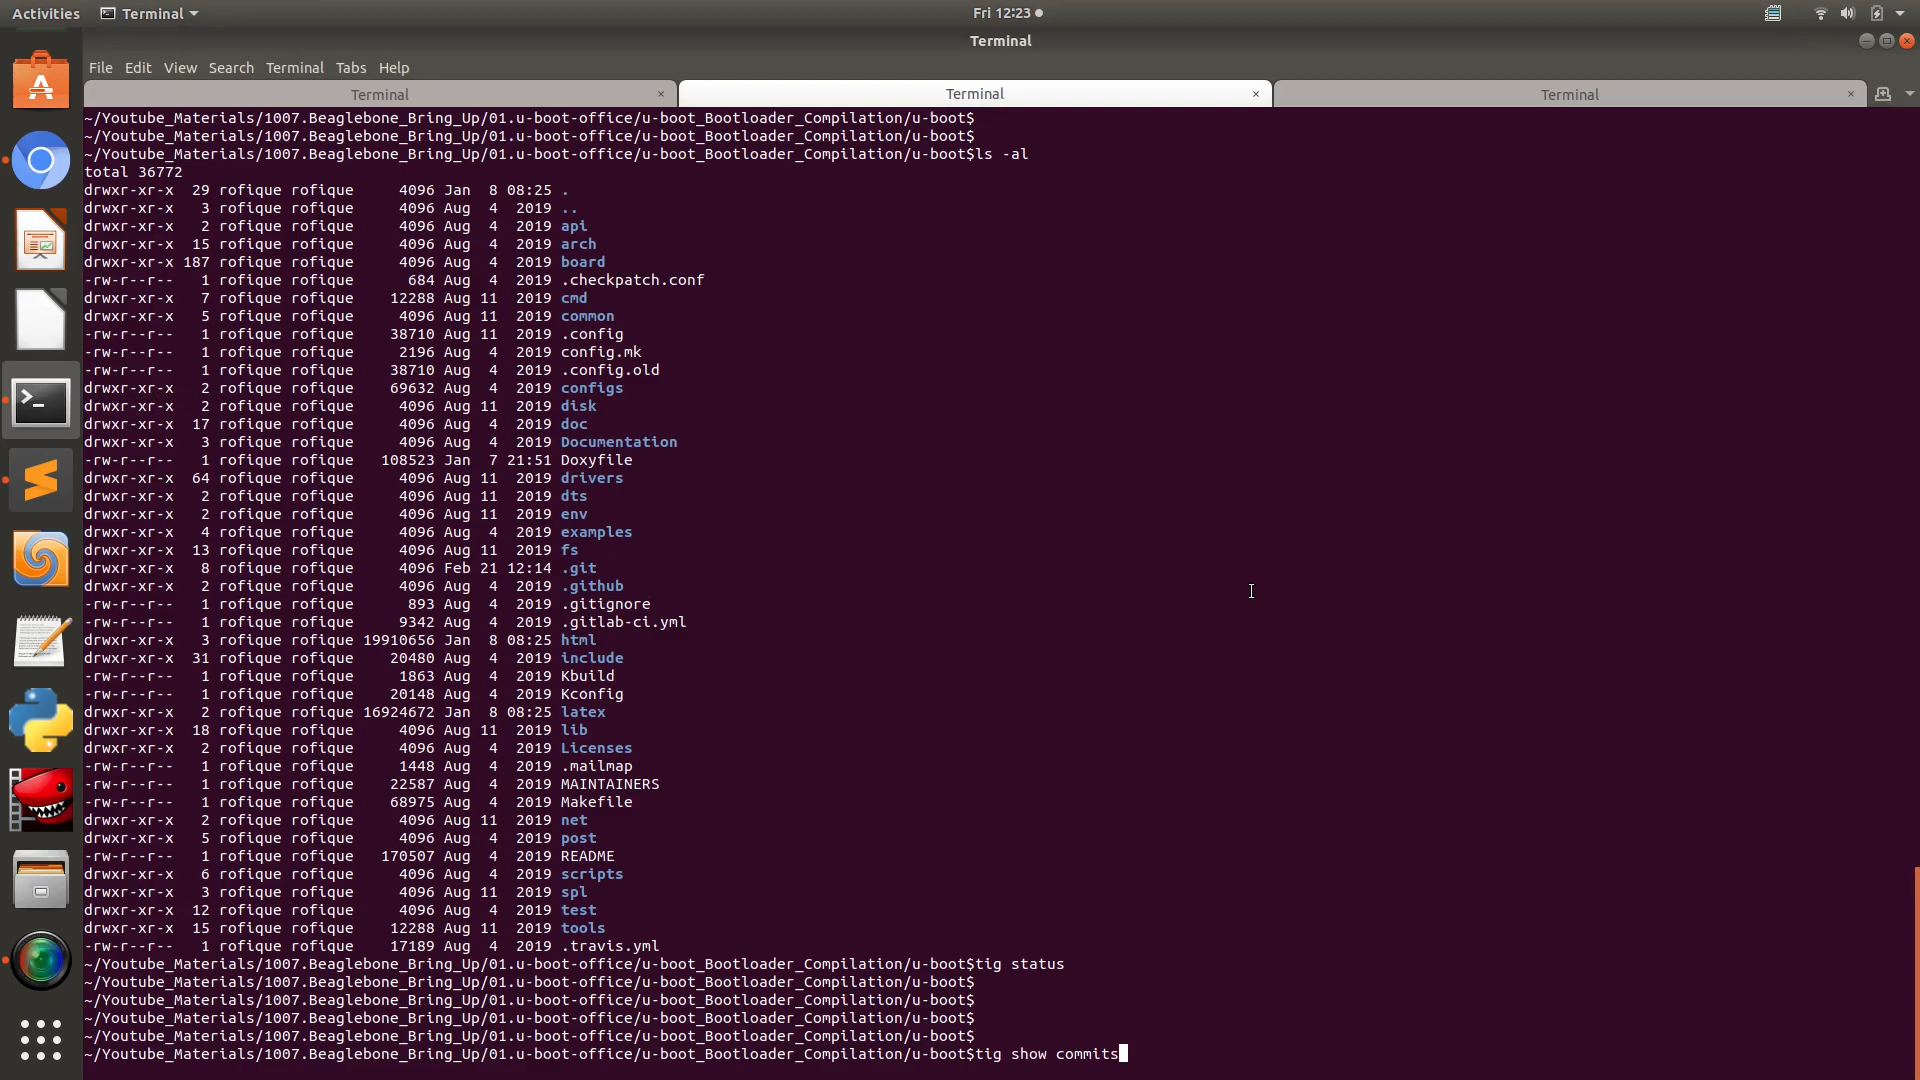 Activities Terminal Fri 12:23
Terminal
File Edit View Search Terminal Tabs Help
Terminal × Terminal × Terminal ×
~/Youtube_Materials/1007.Beaglebone_Bring_Up/01.u-boot-office/u-boot_Bootloader_Compilation/u-boot$
~/Youtube_Materials/1007.Beaglebone_Bring_Up/01.u-boot-office/u-boot_Bootloader_Compilation/u-boot$
~/Youtube_Materials/1007.Beaglebone_Bring_Up/01.u-boot-office/u-boot_Bootloader_Compilation/u-boot$ls -al
total 36772
drwxr-xr-x  29 rofique rofique     4096 Jan  8 08:25 .
drwxr-xr-x   3 rofique rofique     4096 Aug  4  2019 ..
drwxr-xr-x   2 rofique rofique     4096 Aug  4  2019 api
drwxr-xr-x  15 rofique rofique     4096 Aug  4  2019 arch
drwxr-xr-x 187 rofique rofique     4096 Aug  4  2019 board
-rw-r--r--   1 rofique rofique      684 Aug  4  2019 .checkpatch.conf
drwxr-xr-x   7 rofique rofique    12288 Aug 11  2019 cmd
drwxr-xr-x   5 rofique rofique     4096 Aug 11  2019 common
-rw-r--r--   1 rofique rofique    38710 Aug 11  2019 .config
-rw-r--r--   1 rofique rofique     2196 Aug  4  2019 config.mk
-rw-r--r--   1 rofique rofique    38710 Aug  4  2019 .config.old
drwxr-xr-x   2 rofique rofique    69632 Aug  4  2019 configs
drwxr-xr-x   2 rofique rofique     4096 Aug 11  2019 disk
drwxr-xr-x  17 rofique rofique     4096 Aug  4  2019 doc
drwxr-xr-x   3 rofique rofique     4096 Aug  4  2019 Documentation
-rw-r--r--   1 rofique rofique   108523 Jan  7 21:51 Doxyfile
drwxr-xr-x  64 rofique rofique     4096 Aug 11  2019 drivers
drwxr-xr-x   2 rofique rofique     4096 Aug 11  2019 dts
drwxr-xr-x   2 rofique rofique     4096 Aug 11  2019 env
drwxr-xr-x   4 rofique rofique     4096 Aug  4  2019 examples
drwxr-xr-x  13 rofique rofique     4096 Aug 11  2019 fs
drwxr-xr-x   8 rofique rofique     4096 Feb 21 12:14 .git
drwxr-xr-x   2 rofique rofique     4096 Aug  4  2019 .github
-rw-r--r--   1 rofique rofique      893 Aug  4  2019 .gitignore
-rw-r--r--   1 rofique rofique     9342 Aug  4  2019 .gitlab-ci.yml
drwxr-xr-x   3 rofique rofique 19910656 Jan  8 08:25 html
drwxr-xr-x  31 rofique rofique    20480 Aug  4  2019 include
-rw-r--r--   1 rofique rofique     1863 Aug  4  2019 Kbuild
-rw-r--r--   1 rofique rofique    20148 Aug  4  2019 Kconfig
drwxr-xr-x   2 rofique rofique 16924672 Jan  8 08:25 latex
drwxr-xr-x  18 rofique rofique     4096 Aug 11  2019 lib
drwxr-xr-x   2 rofique rofique     4096 Aug  4  2019 Licenses
-rw-r--r--   1 rofique rofique     1448 Aug  4  2019 .mailmap
-rw-r--r--   1 rofique rofique    22587 Aug  4  2019 MAINTAINERS
-rw-r--r--   1 rofique rofique    68975 Aug  4  2019 Makefile
drwxr-xr-x   2 rofique rofique     4096 Aug 11  2019 net
drwxr-xr-x   5 rofique rofique     4096 Aug  4  2019 post
-rw-r--r--   1 rofique rofique   170507 Aug  4  2019 README
drwxr-xr-x   6 rofique rofique     4096 Aug  4  2019 scripts
drwxr-xr-x   3 rofique rofique     4096 Aug 11  2019 spl
drwxr-xr-x  12 rofique rofique     4096 Aug  4  2019 test
drwxr-xr-x  15 rofique rofique    12288 Aug 11  2019 tools
-rw-r--r--   1 rofique rofique    17189 Aug  4  2019 .travis.yml
~/Youtube_Materials/1007.Beaglebone_Bring_Up/01.u-boot-office/u-boot_Bootloader_Compilation/u-boot$tig status
~/Youtube_Materials/1007.Beaglebone_Bring_Up/01.u-boot-office/u-boot_Bootloader_Compilation/u-boot$
~/Youtube_Materials/1007.Beaglebone_Bring_Up/01.u-boot-office/u-boot_Bootloader_Compilation/u-boot$
~/Youtube_Materials/1007.Beaglebone_Bring_Up/01.u-boot-office/u-boot_Bootloader_Compilation/u-boot$
~/Youtube_Materials/1007.Beaglebone_Bring_Up/01.u-boot-office/u-boot_Bootloader_Compilation/u-boot$
~/Youtube_Materials/1007.Beaglebone_Bring_Up/01.u-boot-office/u-boot_Bootloader_Compilation/u-boot$tig show commits